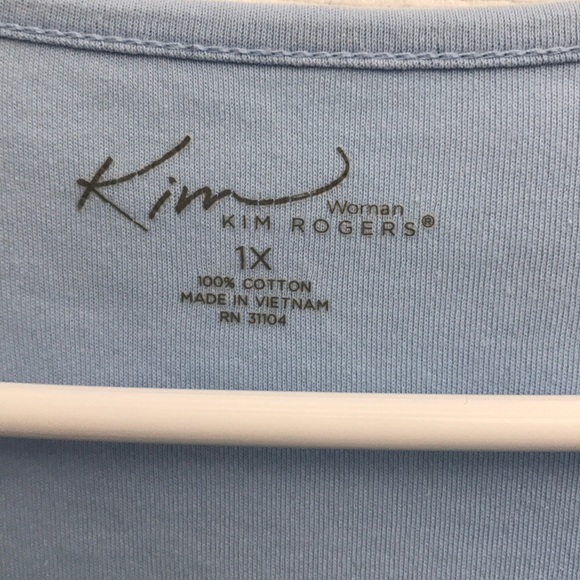 Kim
Woman
KIM ROGERS®
1X
100% COTTON
MADE IN VIETNAM
RN 31104